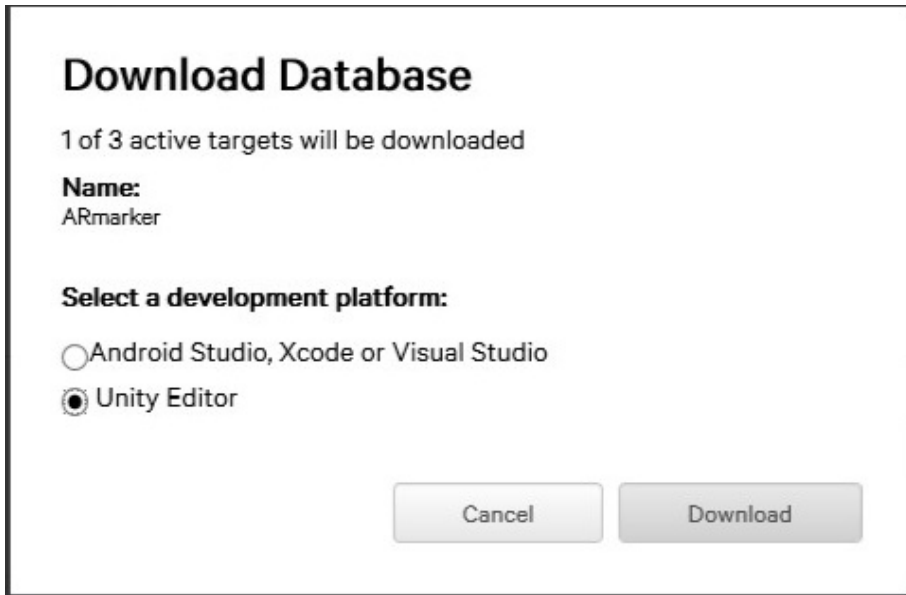 Download Database
1 of 3 active targets will be downloaded
Name:
ARmarker
Select a development platform:
Android Studio, Xcode or Visual Studio
Unity Editor
Cancel
Download